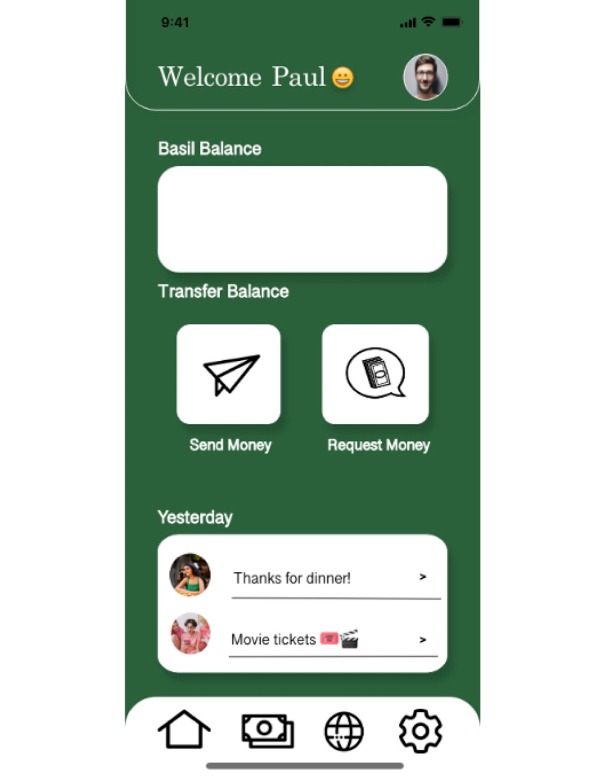 9:41
Welcome Paul 😀
Basil Balance
Transfer Balance
Send Money
Request Money
Yesterday
Thanks for dinner! >
Movie tickets 🎟️🎬 >